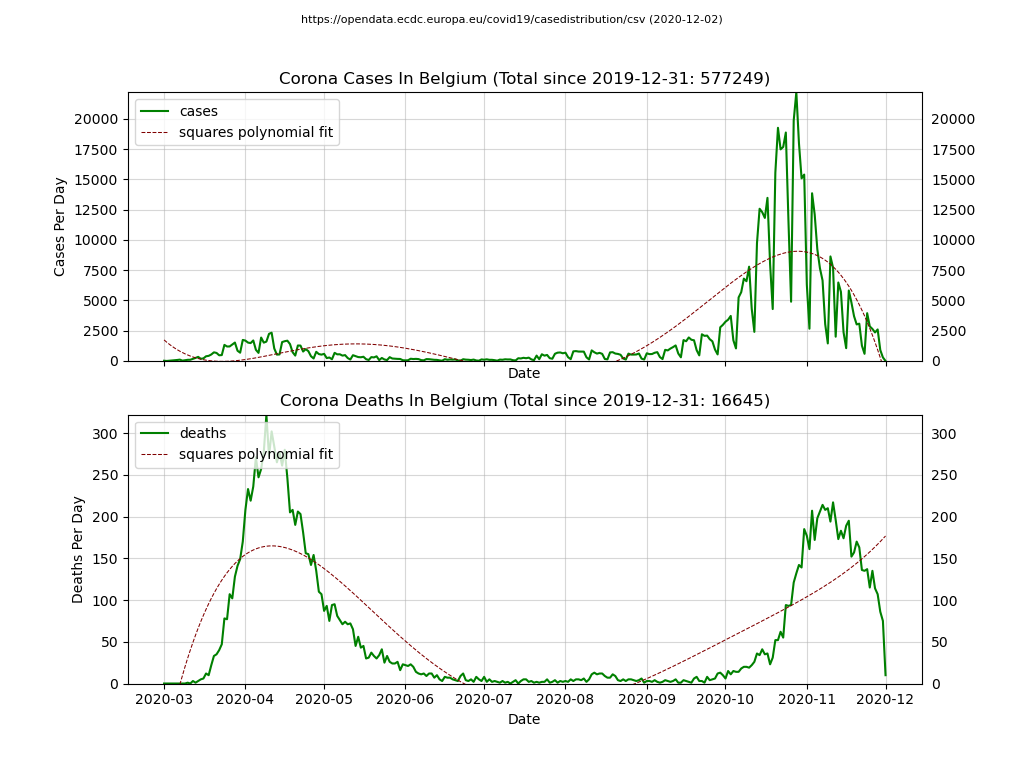 https://opendata.ecdc.europa.eu/covid19/casedistribution/csv (2020-12-02)
Corona Cases In Belgium (Total since 2019-12-31: 577249)
cases
squares polynomial fit
Cases Per Day
20000 20000
17500 17500
15000 15000
12500 12500
10000 10000
7500 7500
5000 5000
2500 2500
0 0
Date
Corona Deaths In Belgium (Total since 2019-12-31: 16645)
deaths
squares polynomial fit
Deaths Per Day
300 300
250 250
200 200
150 150
100 100
50 50
0 0
2020-03 2020-04 2020-05 2020-06 2020-07 2020-08 2020-09 2020-10 2020-11 2020-12
Date